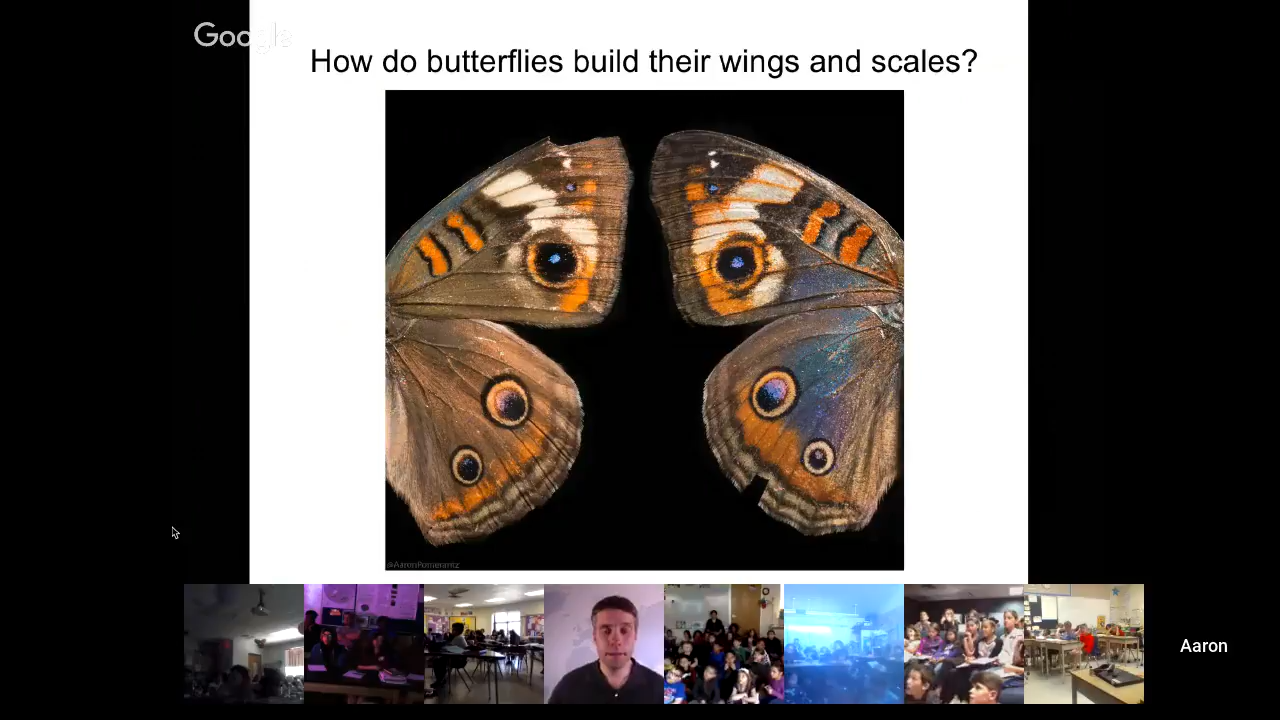 Google
How do butterflies build their wings and scales?
@AaronPomerantz
Aaron